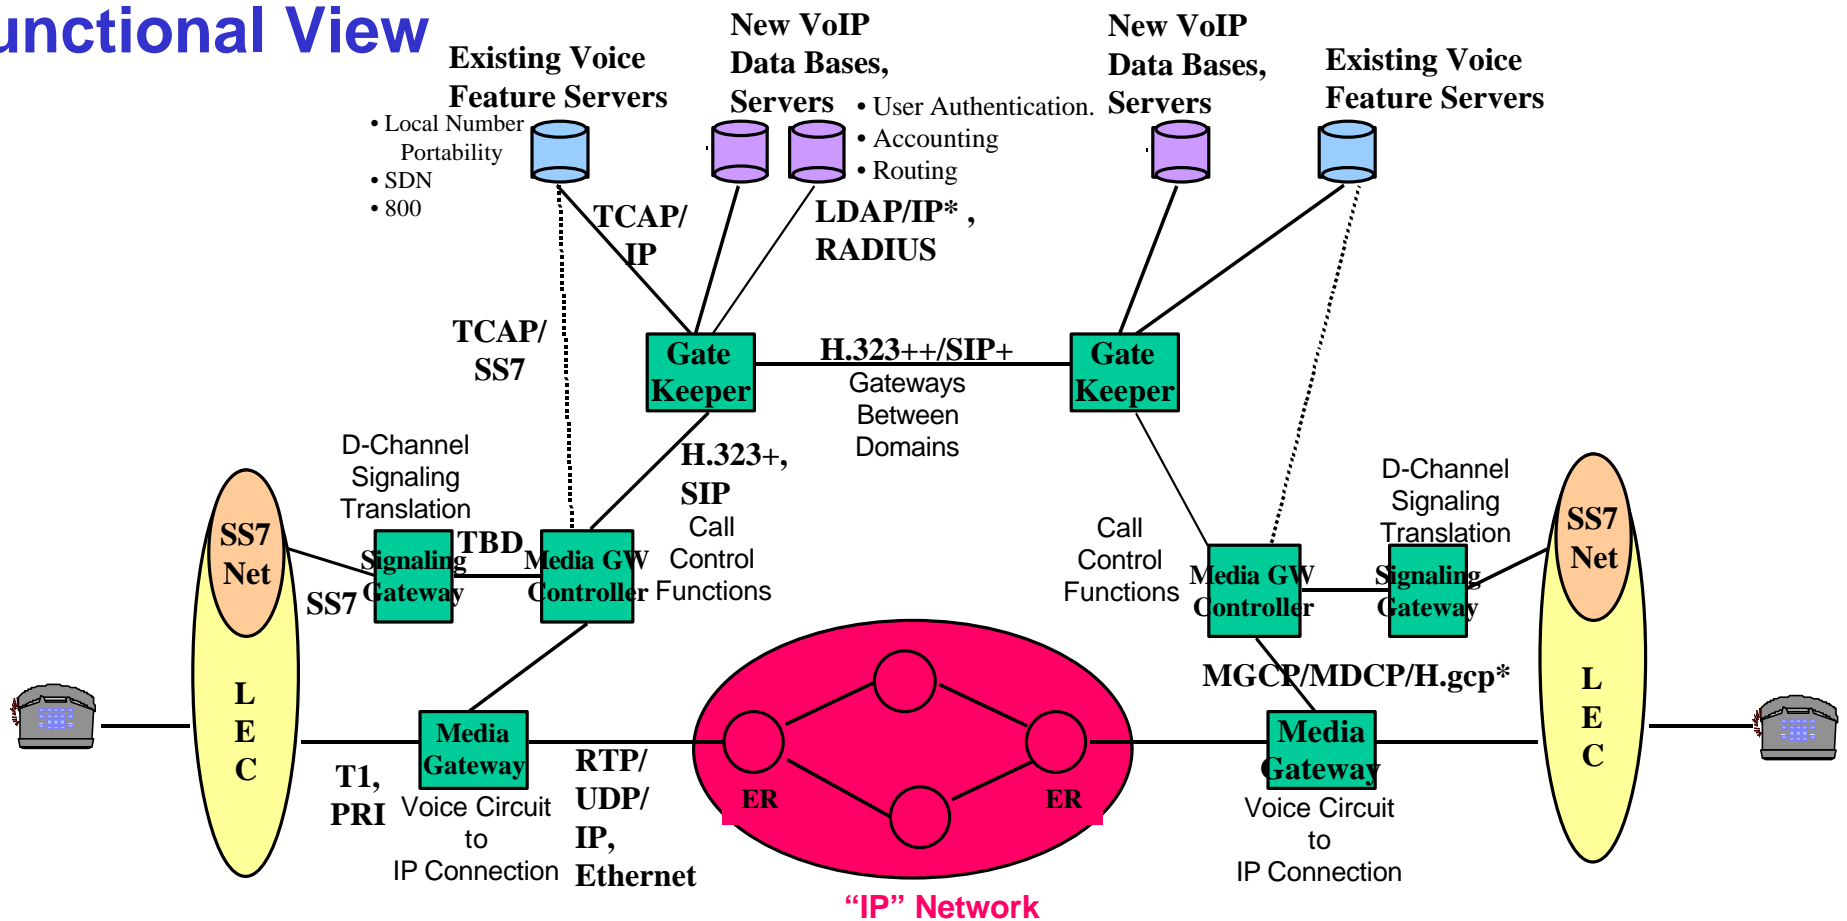 unctional View
Existing Voice
Feature Servers
• Local Number
Portability
• SDN
• 800
New VoIP
Data Bases,
Servers
• User Authentication.
• Accounting
• Routing
New VoIP
Data Bases,
Servers
Existing Voice
Feature Servers
TCAP/
IP
LDAP/IP* ,
RADIUS
TCAP/
SS7
Gate
Keeper
H.323++/SIP+
Gateways
Between
Domains
Gate
Keeper
D-Channel
Signaling
Translation
H.323+,
SIP
Call
Control
Functions
Call
Control
Functions
D-Channel
Signaling
Translation
SS7
Net
SS7
Signaling
Gateway
TBD
Media GW
Controller
Media GW
Controller
Signaling
Gateway
SS7
Net
MGCP/MDCP/H.gcp*
L
E
C
T1,
PRI
Media
Gateway
Voice Circuit
to
IP Connection
RTP/
UDP/
IP,
Ethernet
ER
ER
"IP" Network
Media
Gateway
Voice Circuit
to
IP Connection
L
E
C